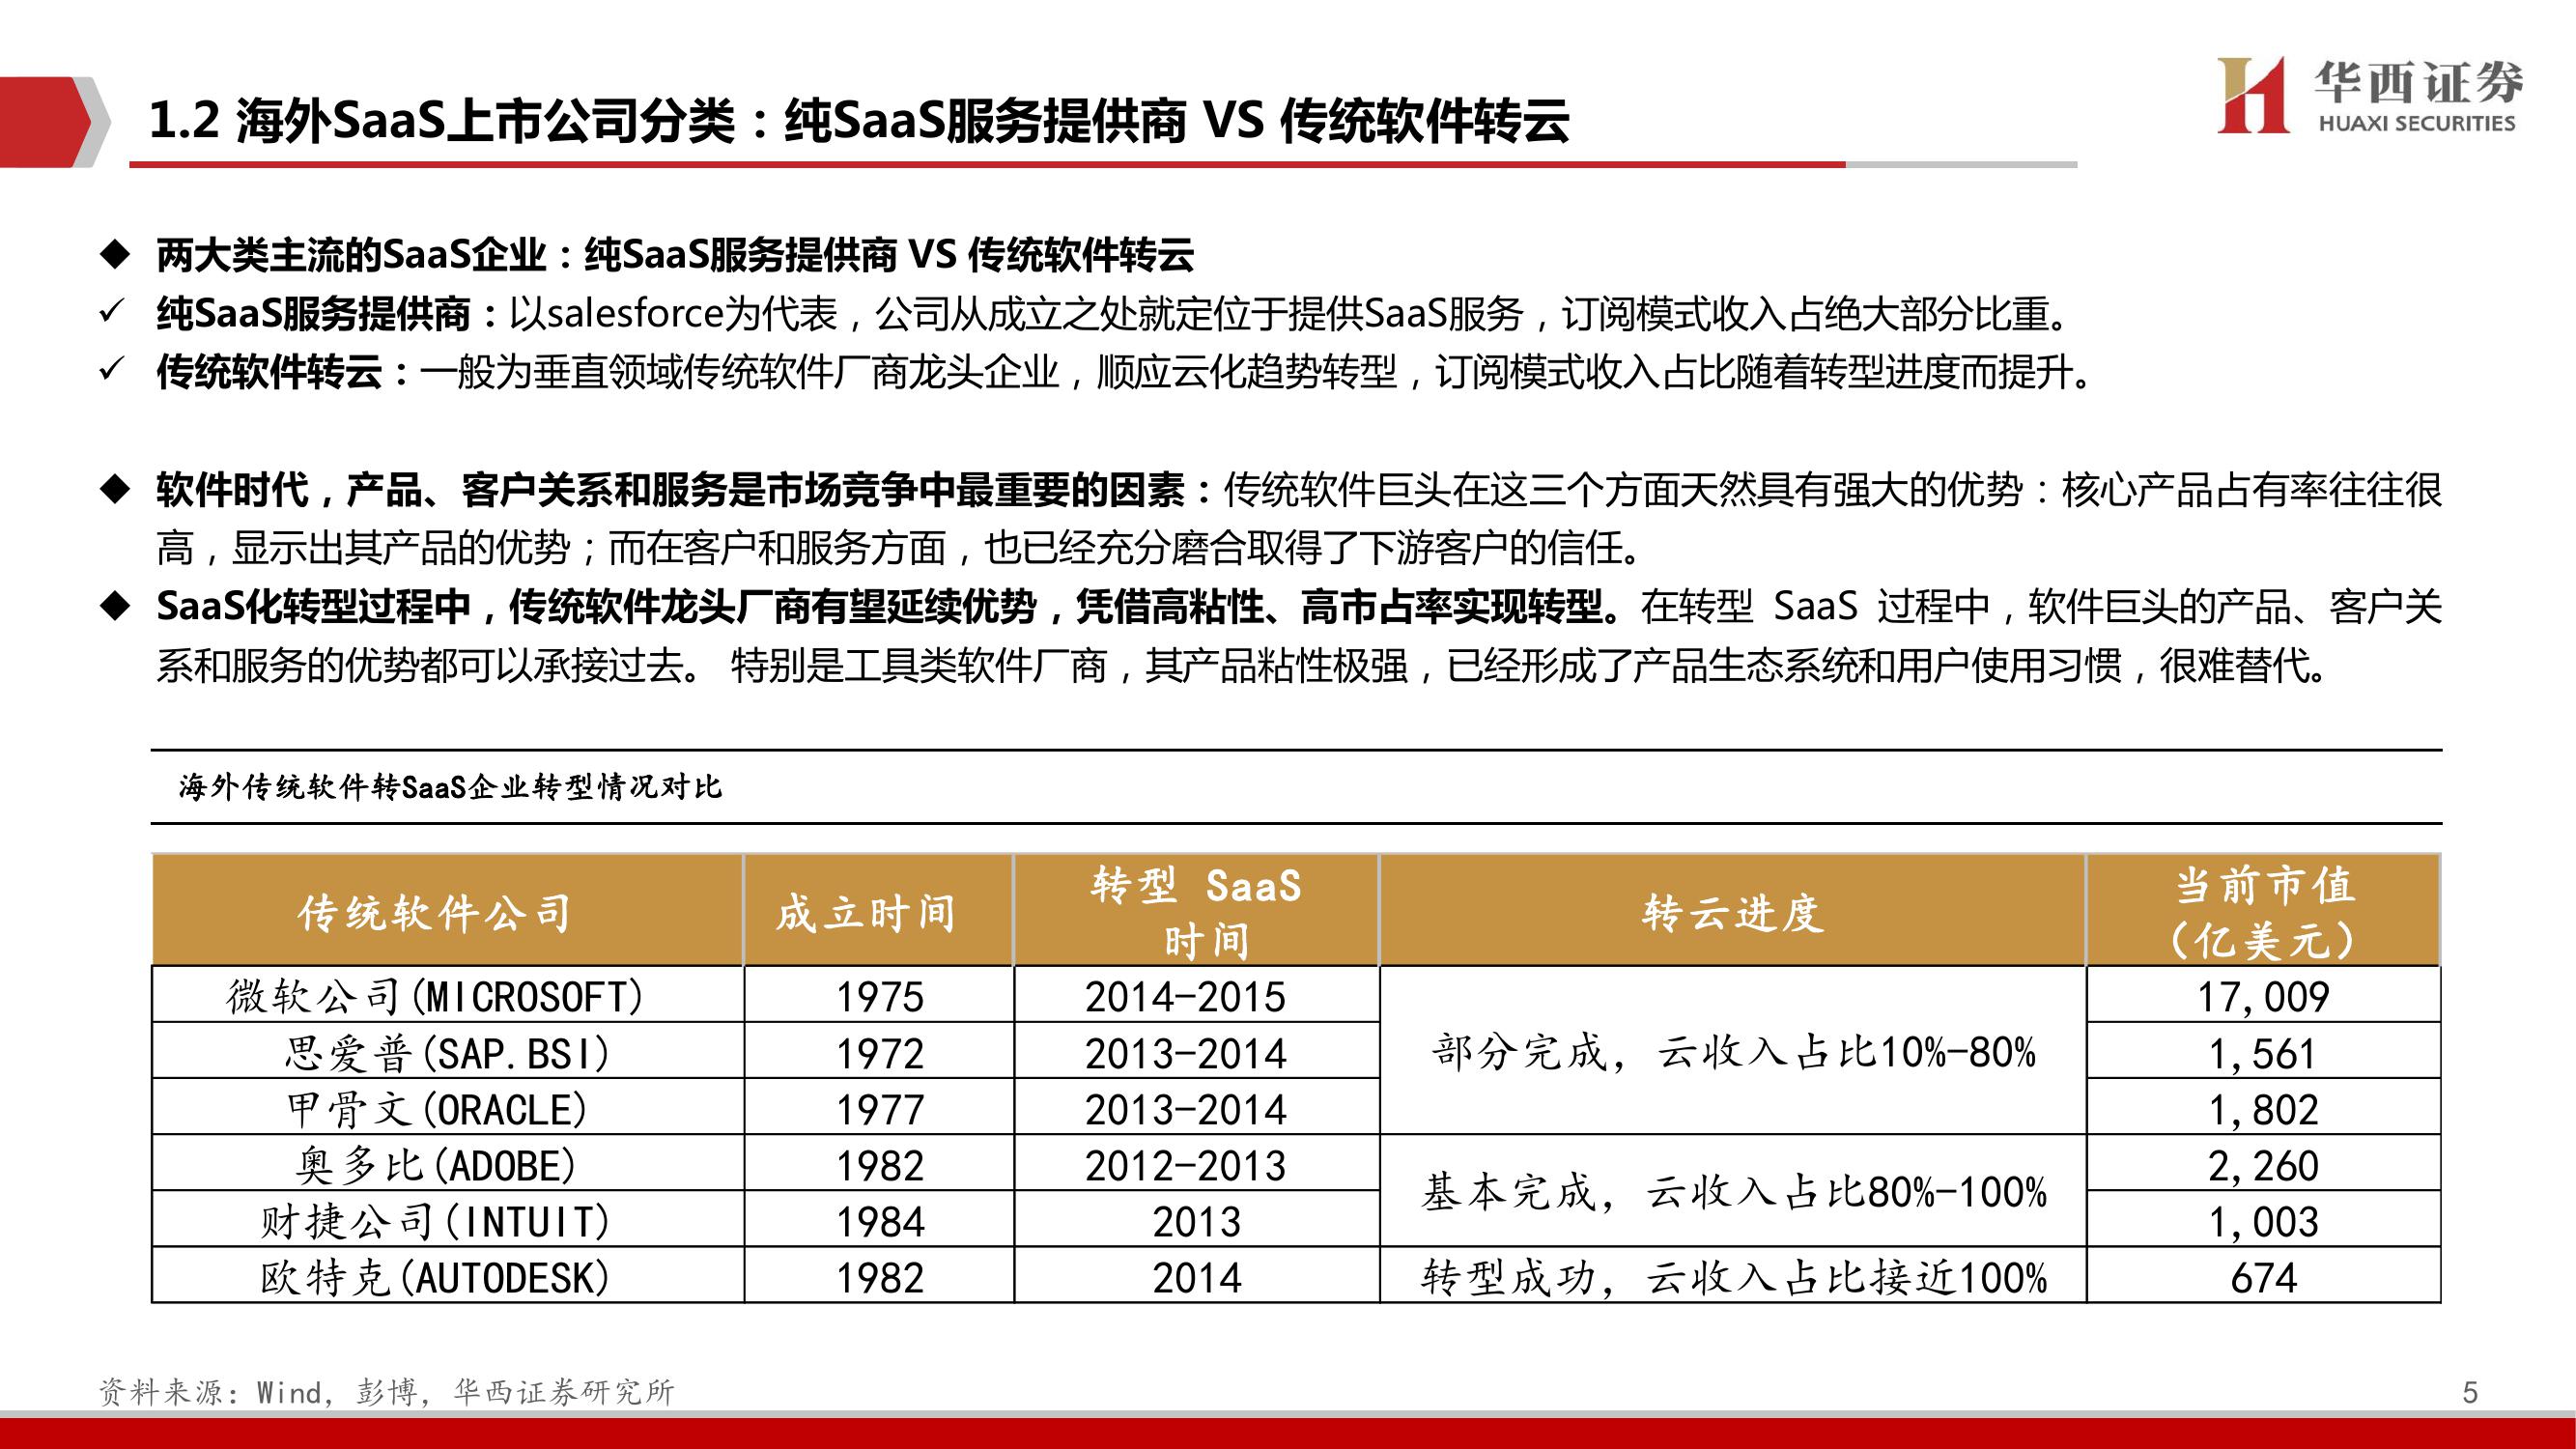 1.2 海外SaaS上市公司分类：纯SaaS服务提供商 VS 传统软件转云
华西证券
HUAXI SECURITIES
◆ 两大类主流的SaaS企业：纯SaaS服务提供商 VS 传统软件转云
✓ 纯SaaS服务提供商：以salesforce为代表，公司从成立之处就定位于提供SaaS服务，订阅模式收入占绝大部分比重。
✓ 传统软件转云：一般为垂直领域传统软件厂商龙头企业，顺应云化趋势转型，订阅模式收入占比随着转型进度而提升。
◆ 软件时代，产品、客户关系和服务是市场竞争中最重要的因素：传统软件巨头在这三个方面天然具有强大的优势：核心产品占有率往往很
高，显示出其产品的优势；而在客户和服务方面，也已经充分磨合取得了下游客户的信任。
◆ SaaS化转型过程中，传统软件龙头厂商有望延续优势，凭借高粘性、高市占率实现转型。在转型 SaaS 过程中，软件巨头的产品、客户关
系和服务的优势都可以承接过去。 特别是工具类软件厂商，其产品粘性极强，已经形成了产品生态系统和用户使用习惯，很难替代。
海外传统软件转SaaS企业转型情况对比
传统软件公司 成立时间 转型 SaaS 转云进度 当前市值
时间 （亿美元）
微软公司(MICROSOFT) 1975 2014-2015 17,009
思爱普(SAP.BSI) 1972 2013-2014 部分完成，云收入占比10%-80% 1,561
甲骨文(ORACLE) 1977 2013-2014 1,802
奥多比(ADOBE) 1982 2012-2013 基本完成，云收入占比80%-100% 2,260
财捷公司(INTUIT) 1984 2013 1,003
欧特克(AUTODESK) 1982 2014 转型成功，云收入占比接近100% 674
资料来源：Wind，彭博，华西证券研究所
5